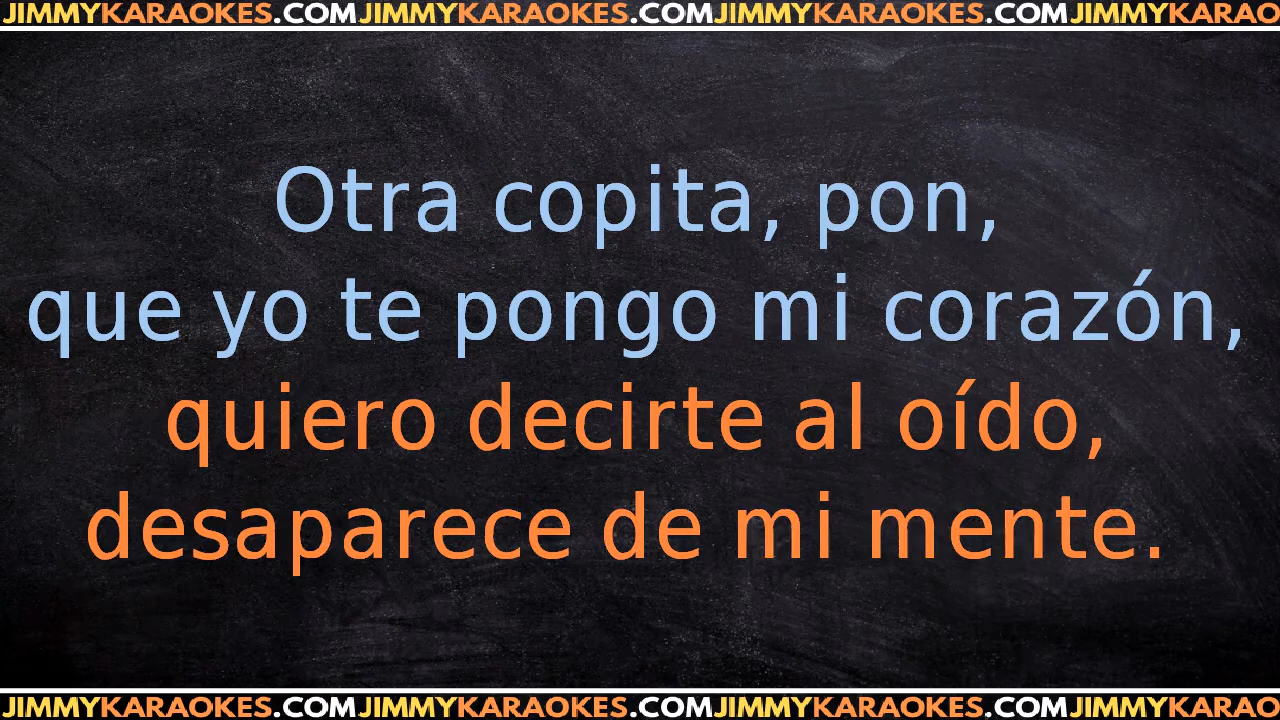 JIMMYKARAOKES.COMJIMMYKARAOKES.COMJIMMYKARAOKES.COMJIMMYKARAO
Otra copita, pon,
que yo te pongo mi corazón,
quiero decirte al oído,
desaparece de mi mente.
JIMMYKARAOKES.COMJIMMYKARAOKES.COMJIMMYKARAOKES.COMJIMMYKARAO